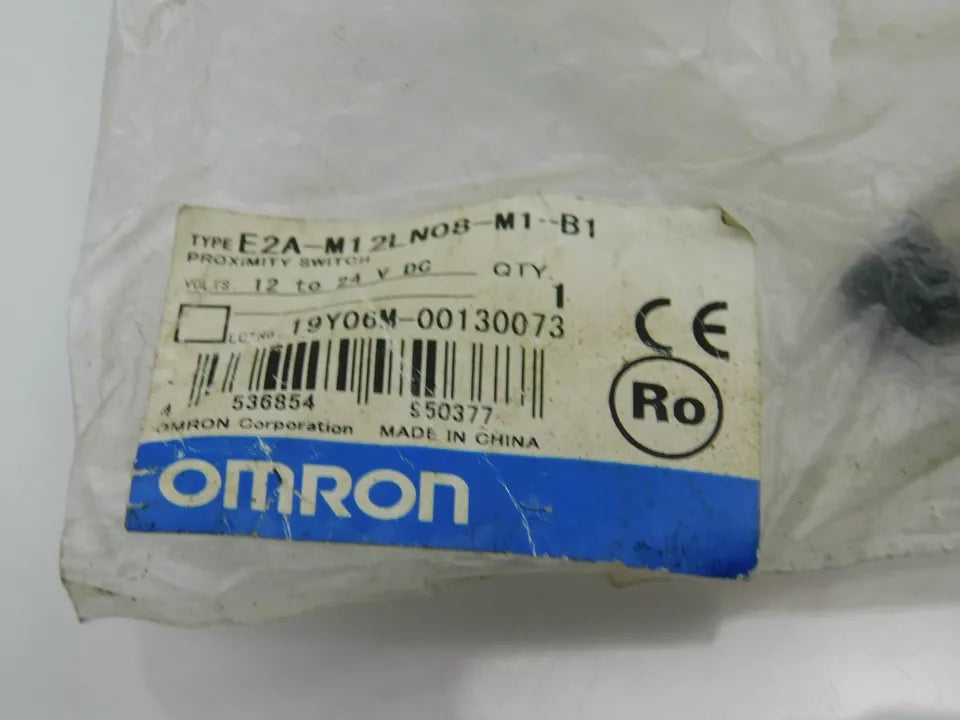 TYPE E2A-M12LN08-M1-B1
PROXIMITY SWITCH
VOLTS. 12 to 24 V DC QTY.
1
LOT No. 19Y06M-00130073
CE
4 536854 950377
Ro
OMRON Corporation MADE IN CHINA
OMRON